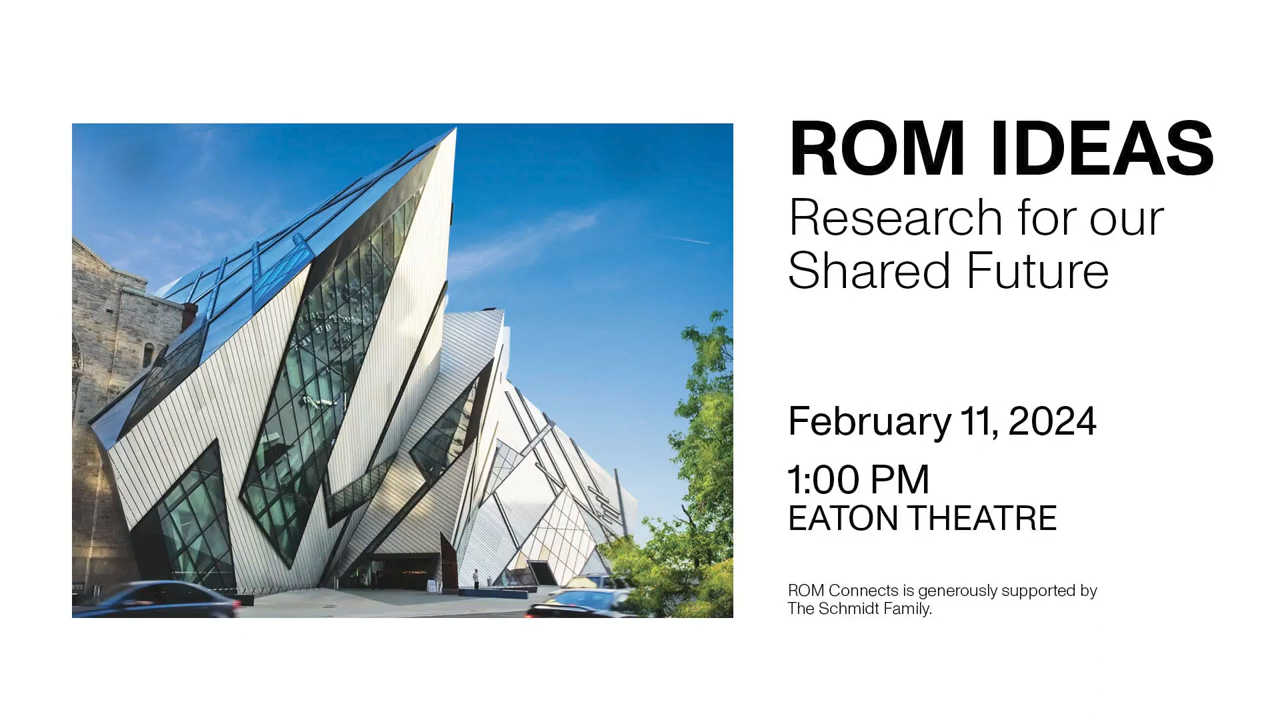 ROM IDEAS
Research for our
Shared Future
February 11, 2024
1:00 PM
EATON THEATRE
ROM Connects is generously supported by
The Schmidt Family.